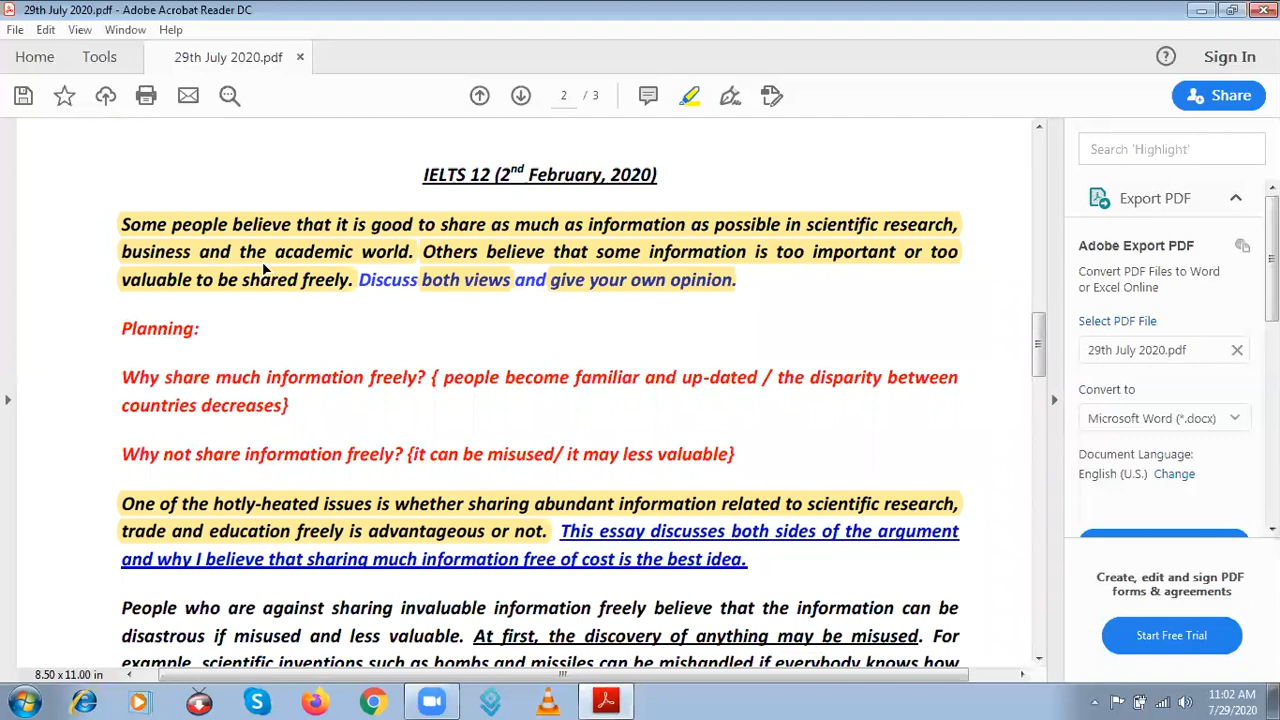 29th July 2020.pdf - Adobe Acrobat Reader DC
File Edit View Window Help
Home Tools 29th July 2020.pdf × Sign In
2 / 3 Share
IELTS 12 (2nd February, 2020)
Some people believe that it is good to share as much as information as possible in scientific research,
business and the academic world. Others believe that some information is too important or too
valuable to be shared freely. Discuss both views and give your own opinion.
Planning:
Why share much information freely? { people become familiar and up-dated / the disparity between
countries decreases}
Why not share information freely? {it can be misused/ it may less valuable}
One of the hotly-heated issues is whether sharing abundant information related to scientific research,
trade and education freely is advantageous or not. This essay discusses both sides of the argument
and why I believe that sharing much information free of cost is the best idea.
People who are against sharing invaluable information freely believe that the information can be
disastrous if misused and less valuable. At first, the discovery of anything may be misused. For
example, scientific inventions such as bombs and missiles can be mishandled if everybody knows how
Search 'Highlight'
Export PDF
Adobe Export PDF
Convert PDF Files to Word
or Excel Online
Select PDF File
29th July 2020.pdf
Convert to
Microsoft Word (*.docx)
Document Language:
English (U.S.) Change
Create, edit and sign PDF
forms & agreements
Start Free Trial
8.50 x 11.00 in
11:02 AM
7/29/2020